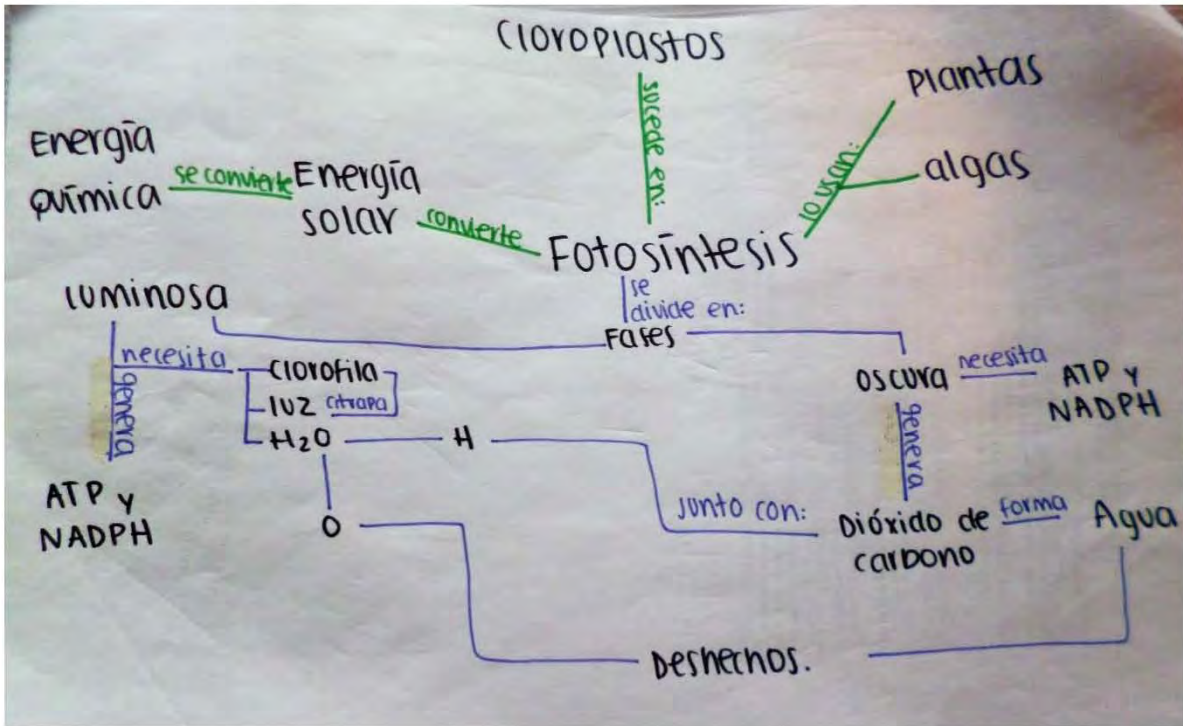 Cloroplastos
sucede en:
Plantas
lo usan:
algas
Energía
química
se convierte
Energía
solar
convierte
Fotosíntesis
se
divide en:
Fases
luminosa
necesita
genera
Clorofila
luz
H₂O
H
O
ATP y
NADPH
oscura
necesita
ATP y
NADPH
genera
Junto con:
Dióxido de
carbono
forma
Agua
Deshechos.